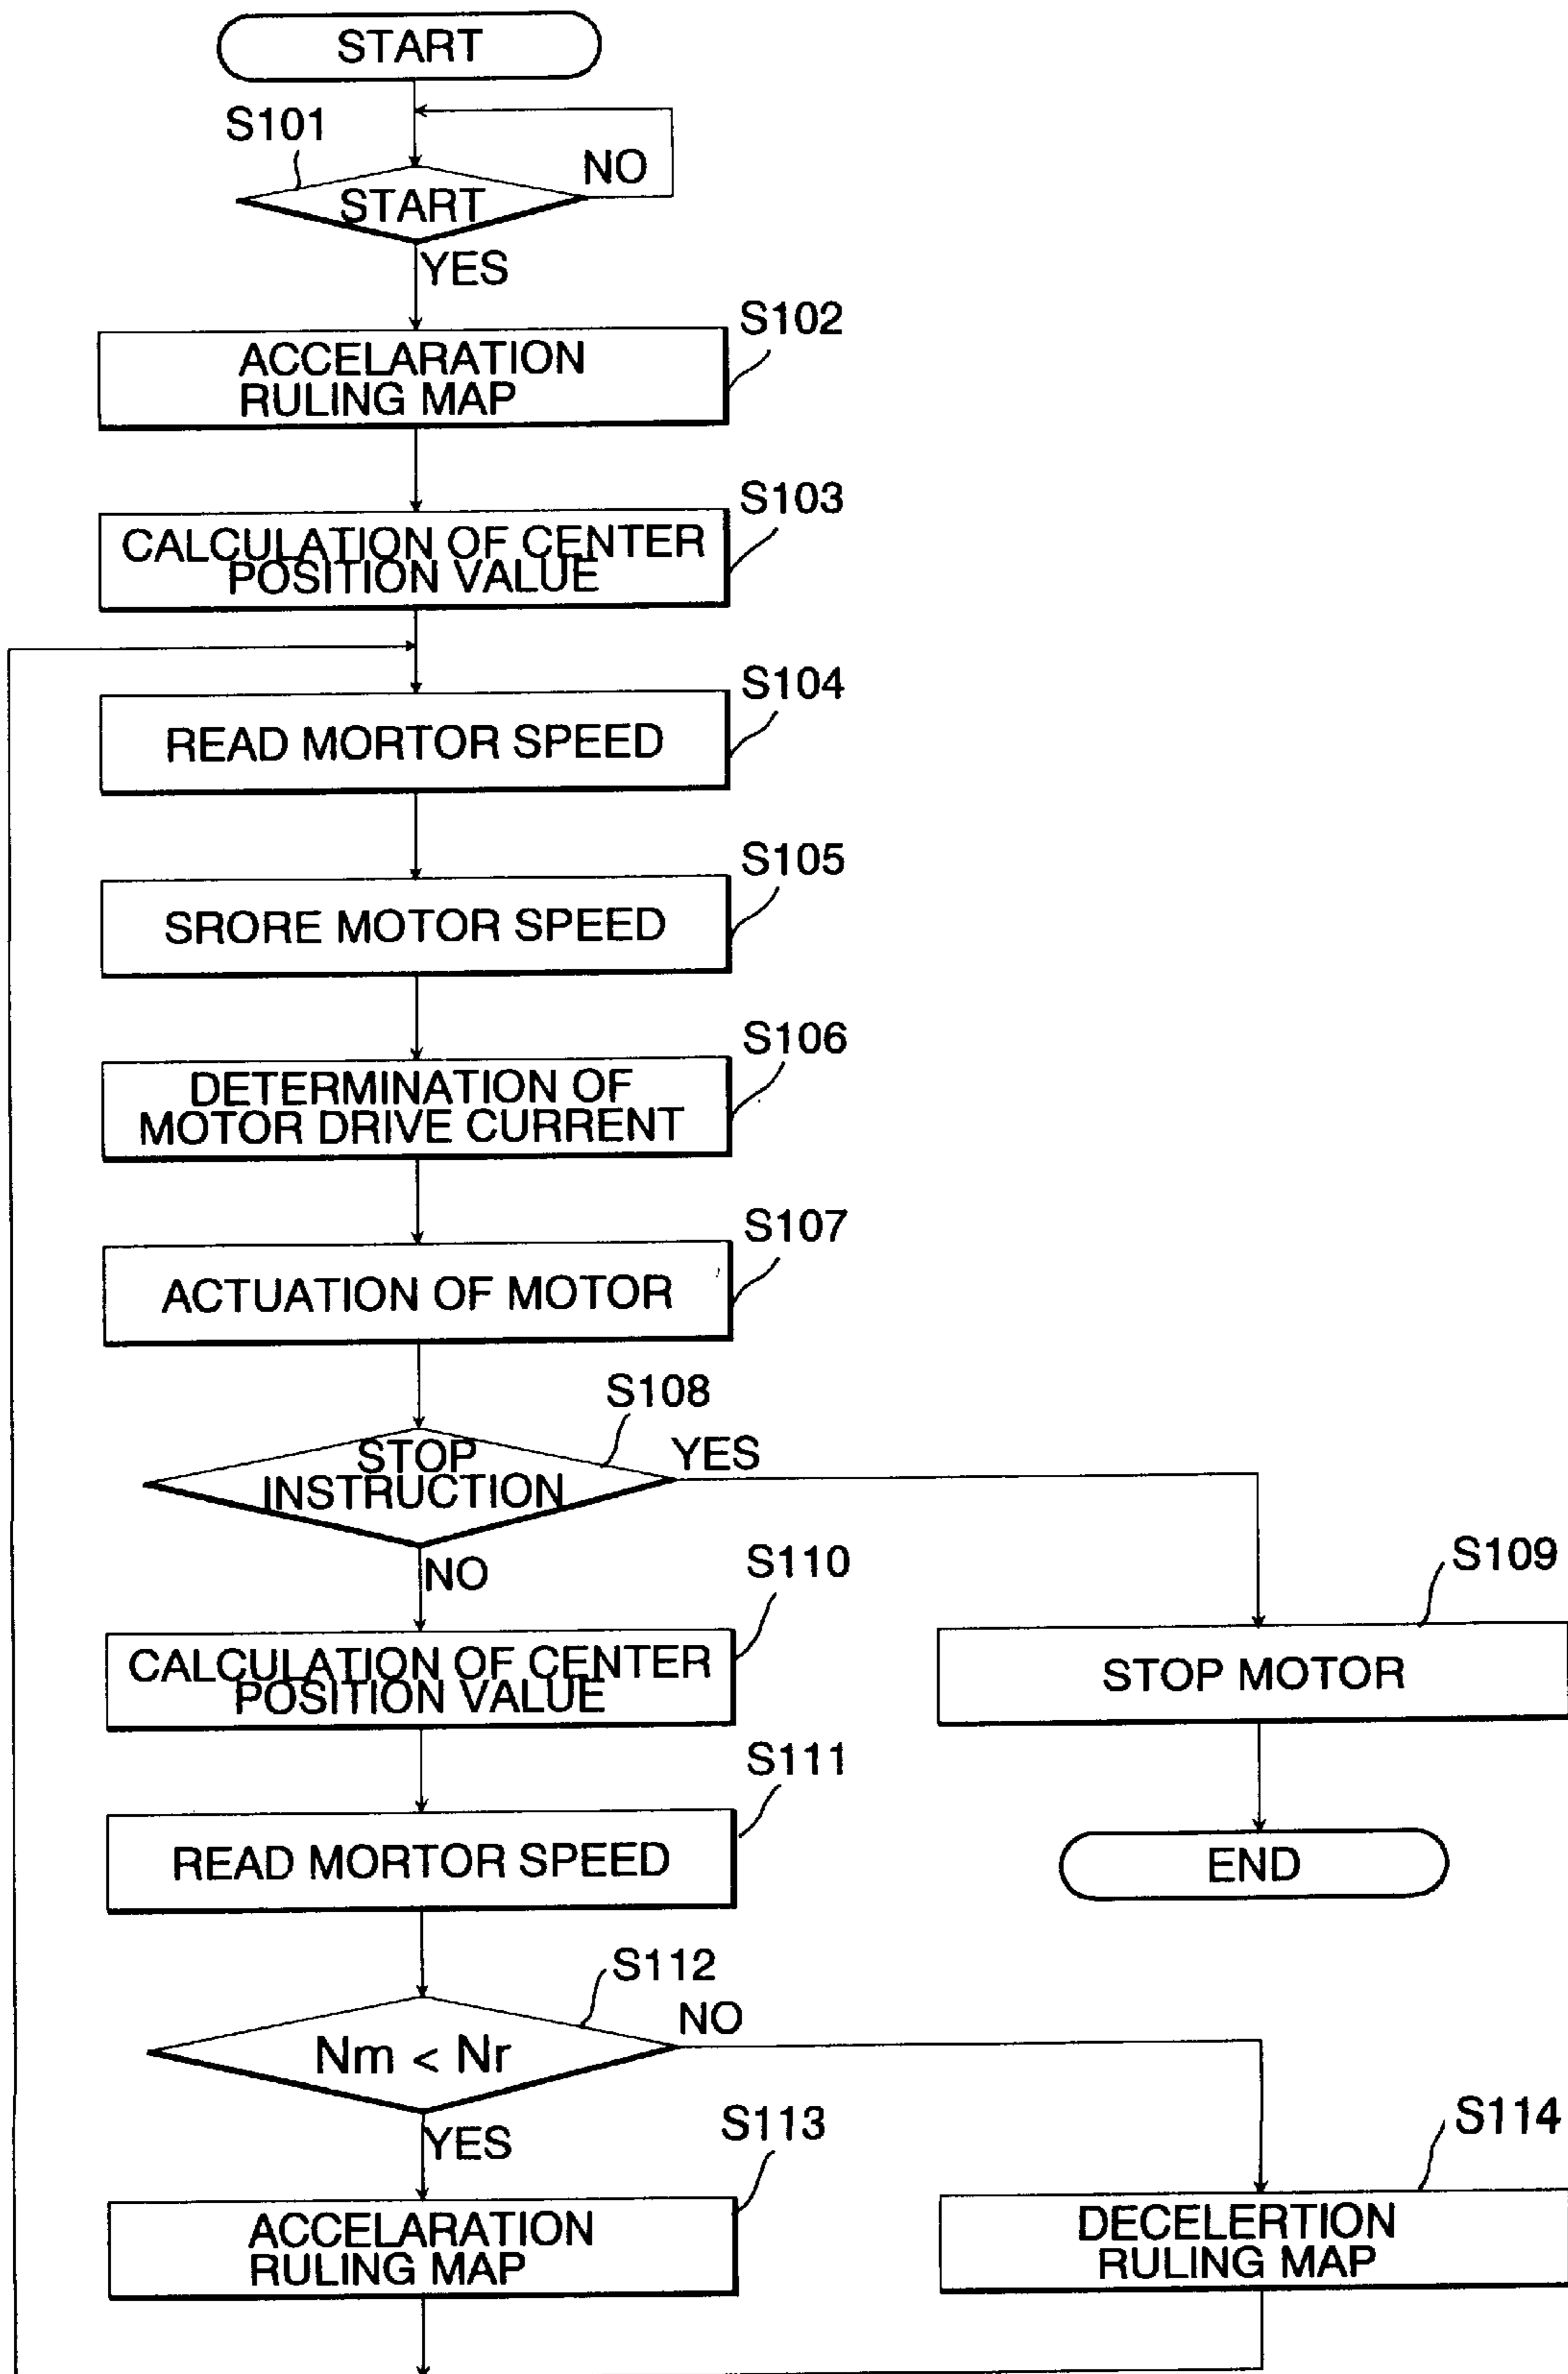 START
S101
NO
START
YES
S102
ACCELARATION
RULING MAP
S103
CALCULATION OF CENTER
POSITION VALUE
S104
READ MORTOR SPEED
S105
SRORE MOTOR SPEED
S106
DETERMINATION OF
MOTOR DRIVE CURRENT
S107
ACTUATION OF MOTOR
S108
STOP
INSTRUCTION
YES
NO
S109
STOP MOTOR
END
S110
CALCULATION OF CENTER
POSITION VALUE
S111
READ MORTOR SPEED
S112
Nm < Nr
NO
YES
S113
ACCELARATION
RULING MAP
S114
DECELERTION
RULING MAP